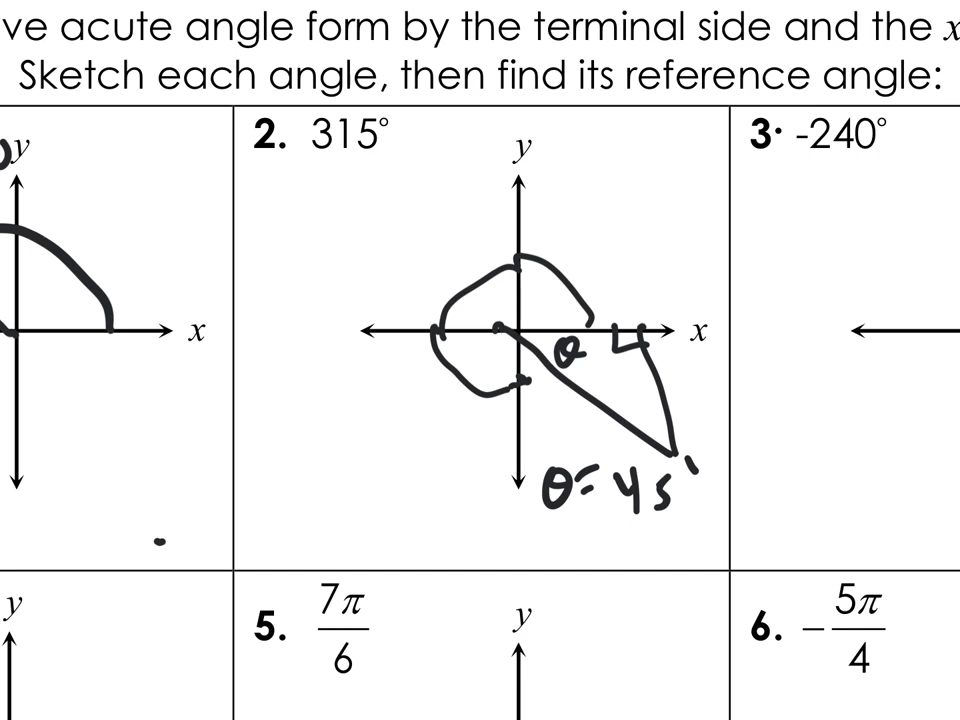 ve acute angle form by the terminal side and the x
Sketch each angle, then find its reference angle:
y
2. 315°
y
x
x
θ
θ = 45'
3. -240°
y
5. 7π/6
y
6. -5π/4